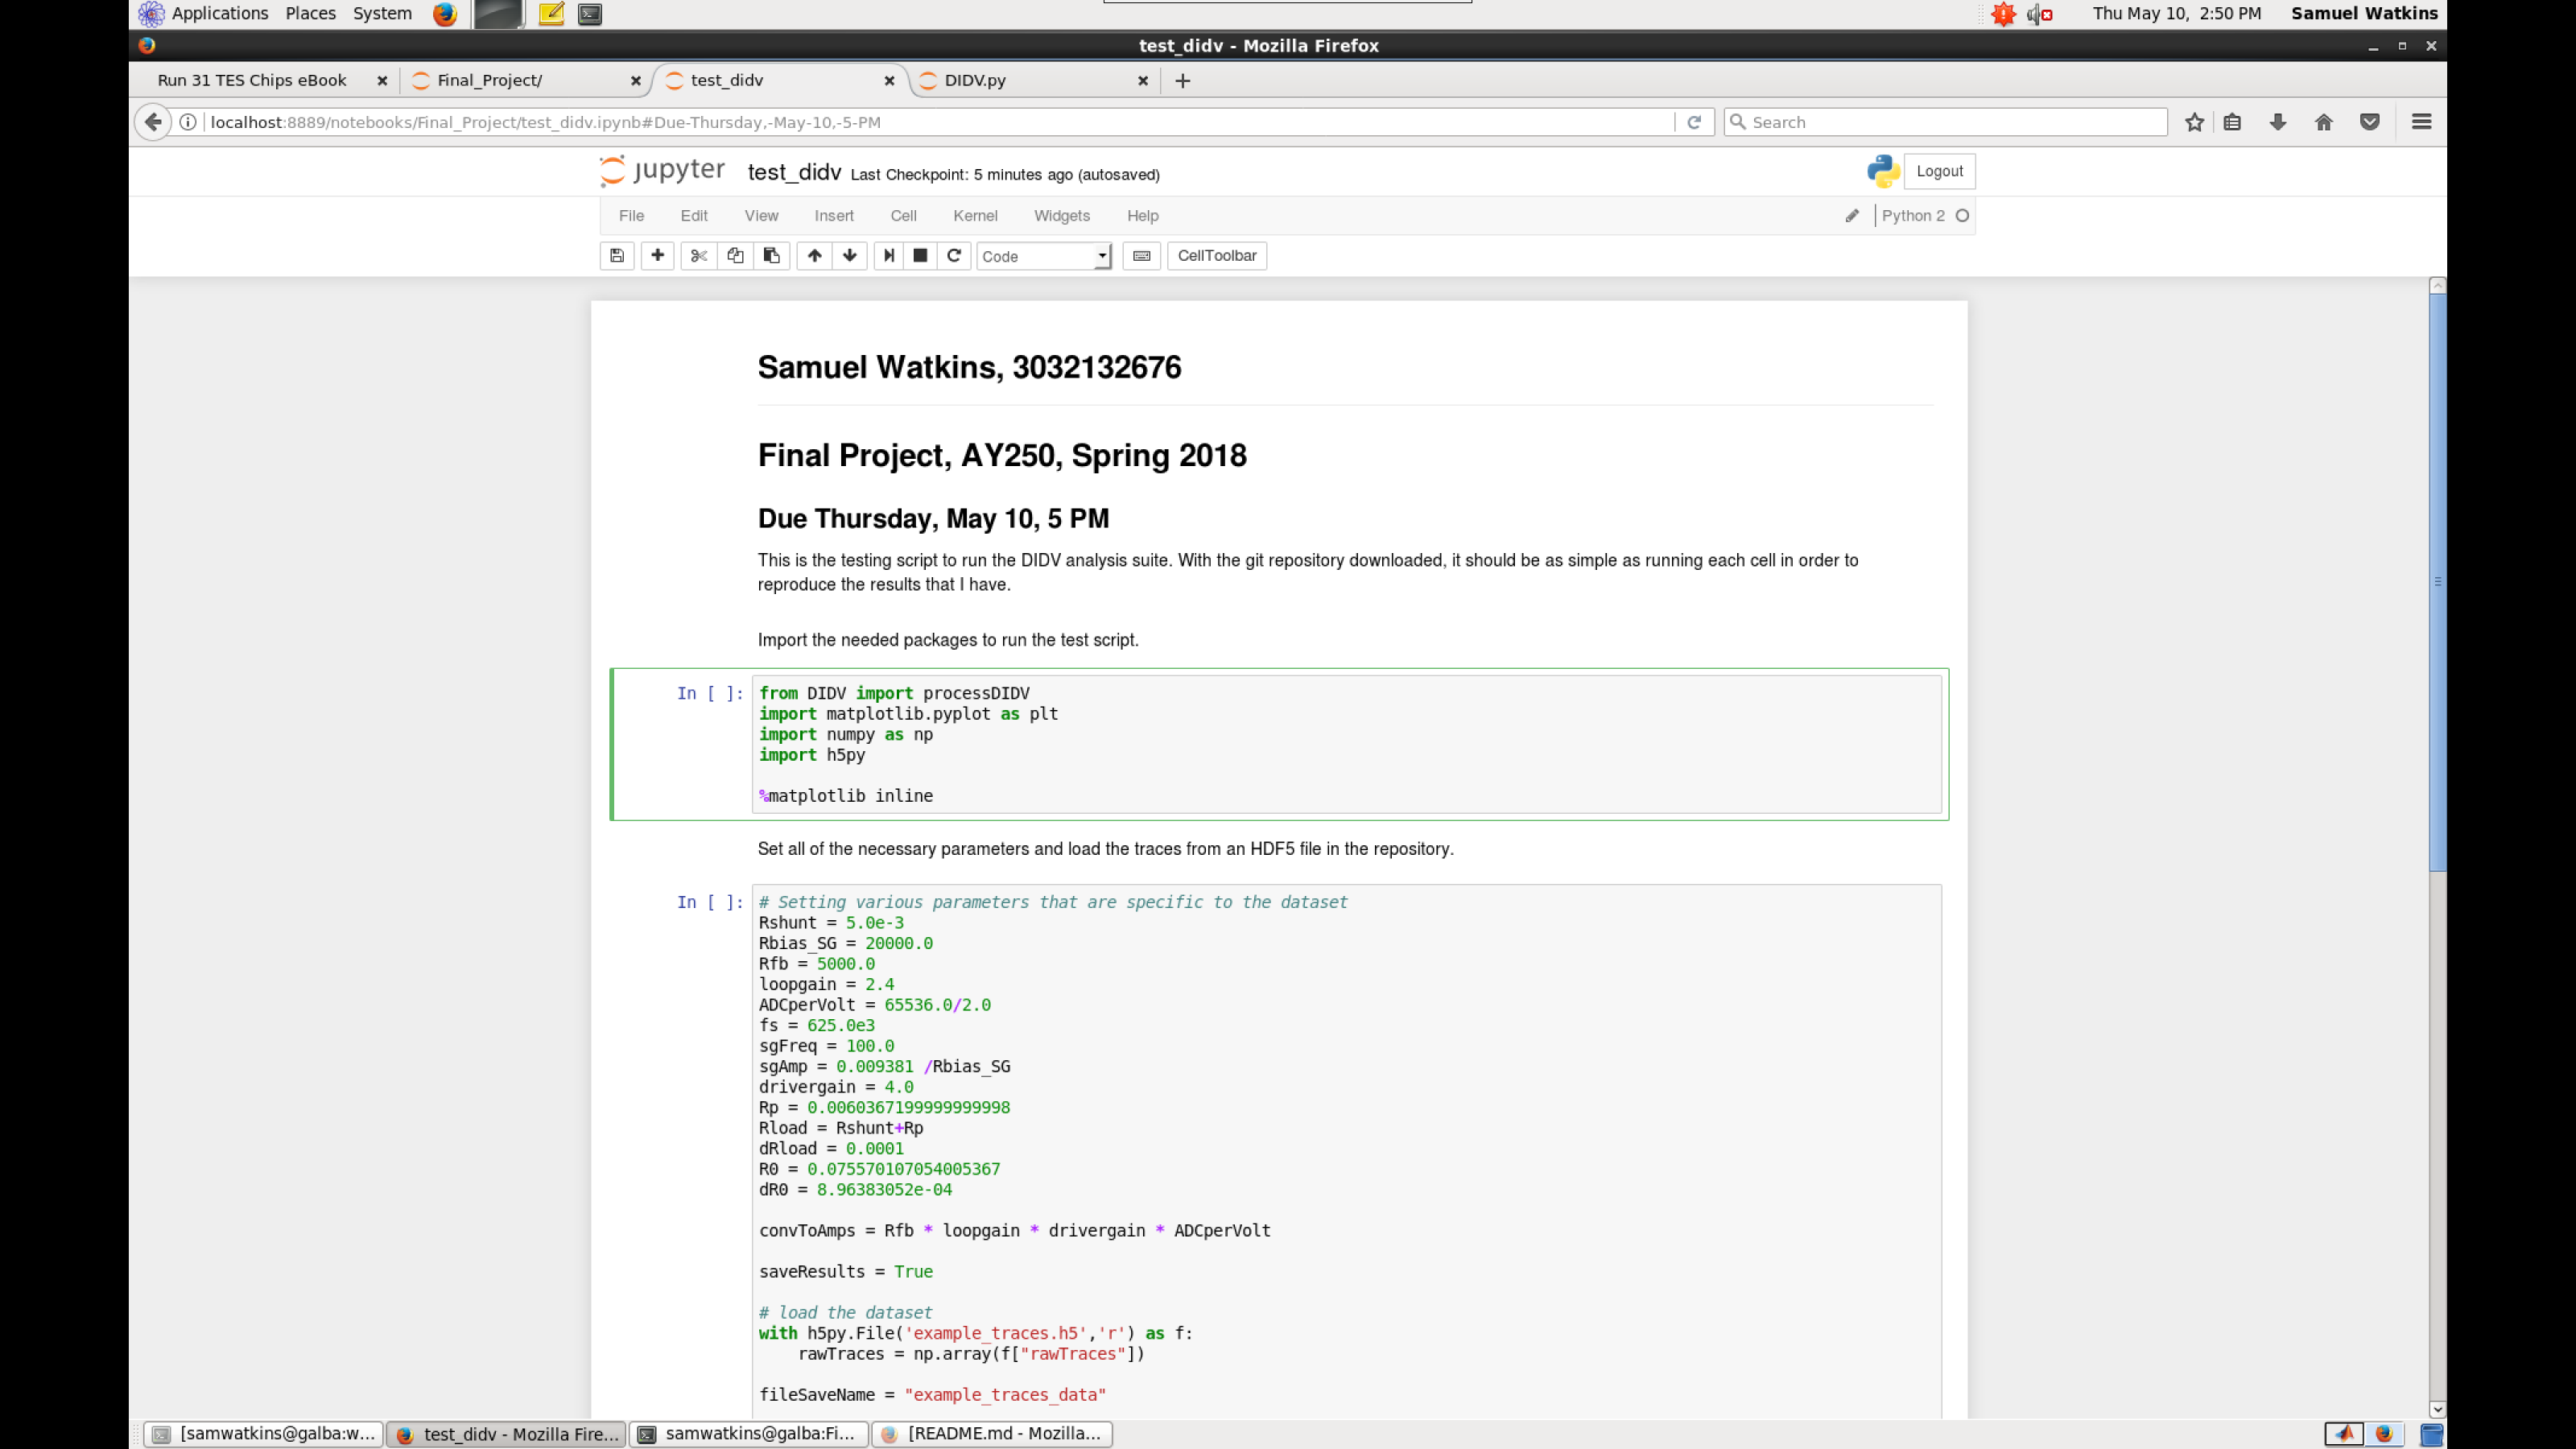 Applications Places System Thu May 10, 2:50 PM Samuel Watkins
test_didv - Mozilla Firefox
Run 31 TES Chips eBook Final_Project/ test_didv DIDV.py
localhost:8889/notebooks/Final_Project/test_didv.ipynb#Due-Thursday,-May-10,-5-PM Search
jupyter test_didv Last Checkpoint: 5 minutes ago (autosaved) Logout
File Edit View Insert Cell Kernel Widgets Help Python 2
Code CellToolbar
Samuel Watkins, 3032132676
Final Project, AY250, Spring 2018
Due Thursday, May 10, 5 PM
This is the testing script to run the DIDV analysis suite. With the git repository downloaded, it should be as simple as running each cell in order to
reproduce the results that I have.
Import the needed packages to run the test script.
In [ ]: from DIDV import processDIDV
import matplotlib.pyplot as plt
import numpy as np
import h5py
%matplotlib inline
Set all of the necessary parameters and load the traces from an HDF5 file in the repository.
In [ ]: # Setting various parameters that are specific to the dataset
Rshunt = 5.0e-3
Rbias_SG = 20000.0
Rfb = 5000.0
loopgain = 2.4
ADCperVolt = 65536.0/2.0
fs = 625.0e3
sgFreq = 100.0
sgAmp = 0.009381 /Rbias_SG
drivergain = 4.0
Rp = 0.0060367199999999998
Rload = Rshunt+Rp
dRload = 0.0001
R0 = 0.075570107054005367
dR0 = 8.96383052e-04
convToAmps = Rfb * loopgain * drivergain * ADCperVolt
saveResults = True
# load the dataset
with h5py.File('example_traces.h5','r') as f:
    rawTraces = np.array(f["rawTraces"])
fileSaveName = "example_traces_data"
[samwatkins@galba:w... test_didv - Mozilla Fire... samwatkins@galba:Fi... [README.md - Mozilla...